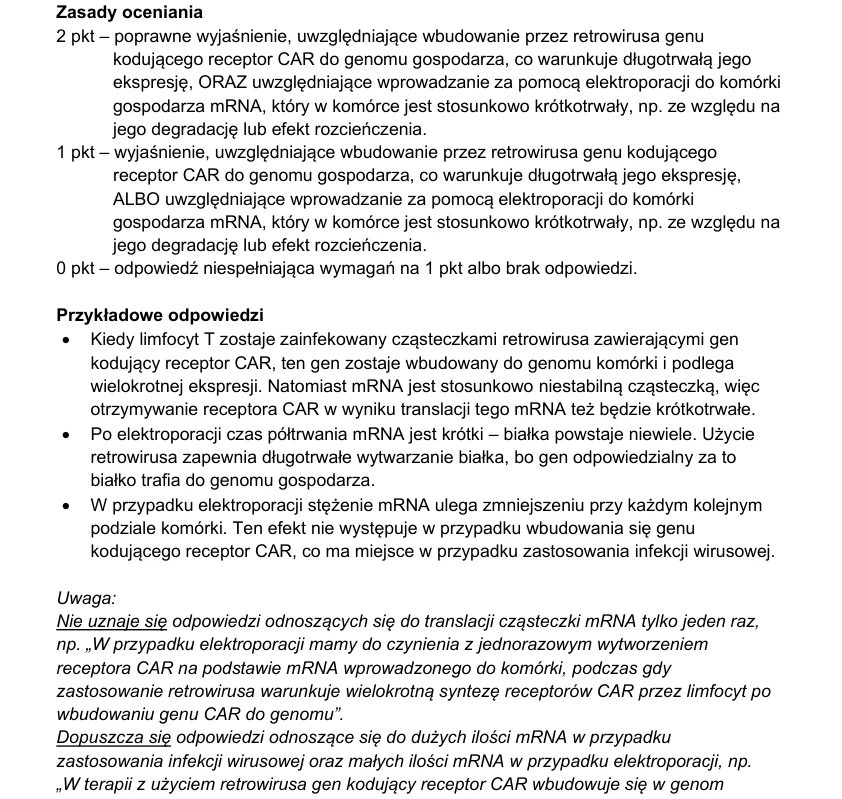 Zasady oceniania
2 pkt – poprawne wyjaśnienie, uwzględniające wbudowanie przez retrowirusa genu
kodującego receptor CAR do genomu gospodarza, co warunkuje długotrwałą jego
ekspresję, ORAZ uwzględniające wprowadzanie za pomocą elektroporacji do komórki
gospodarza mRNA, który w komórce jest stosunkowo krótkotrwały, np. ze względu na
jego degradację lub efekt rozcieńczenia.
1 pkt – wyjaśnienie, uwzględniające wbudowanie przez retrowirusa genu kodującego
receptor CAR do genomu gospodarza, co warunkuje długotrwałą jego ekspresję,
ALBO uwzględniające wprowadzanie za pomocą elektroporacji do komórki
gospodarza mRNA, który w komórce jest stosunkowo krótkotrwały, np. ze względu na
jego degradację lub efekt rozcieńczenia.
0 pkt – odpowiedź niespełniająca wymagań na 1 pkt albo brak odpowiedzi.
Przykładowe odpowiedzi
• Kiedy limfocyt T zostaje zainfekowany cząsteczkami retrowirusa zawierającymi gen
kodujący receptor CAR, ten gen zostaje wbudowany do genomu komórki i podlega
wielokrotnej ekspresji. Natomiast mRNA jest stosunkowo niestabilną cząsteczką, więc
otrzymywanie receptora CAR w wyniku translacji tego mRNA też będzie krótkotrwałe.
• Po elektroporacji czas półtrwania mRNA jest krótki – białka powstaje niewiele. Użycie
retrowirusa zapewnia długotrwałe wytwarzanie białka, bo gen odpowiedzialny za to
białko trafia do genomu gospodarza.
• W przypadku elektroporacji stężenie mRNA ulega zmniejszeniu przy każdym kolejnym
podziale komórki. Ten efekt nie występuje w przypadku wbudowania się genu
kodującego receptor CAR, co ma miejsce w przypadku zastosowania infekcji wirusowej.
Uwaga:
Nie uznaje się odpowiedzi odnoszących się do translacji cząsteczki mRNA tylko jeden raz,
np. „W przypadku elektroporacji mamy do czynienia z jednorazowym wytworzeniem
receptora CAR na podstawie mRNA wprowadzonego do komórki, podczas gdy
zastosowanie retrowirusa warunkuje wielokrotną syntezę receptorów CAR przez limfocyt po
wbudowaniu genu CAR do genomu”.
Dopuszcza się odpowiedzi odnoszące się do dużych ilości mRNA w przypadku
zastosowania infekcji wirusowej oraz małych ilości mRNA w przypadku elektroporacji, np.
„W terapii z użyciem retrowirusa gen kodujący receptor CAR wbudowuje się w genom